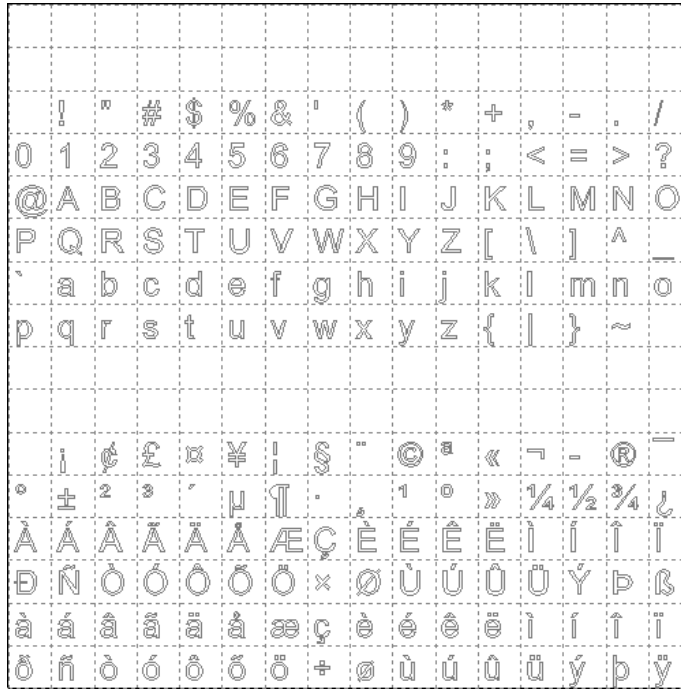 ! " # $ % & ' ( ) * + , - . /
0 1 2 3 4 5 6 7 8 9 : ; < = > ?
@ A B C D E F G H I J K L M N O
P Q R S T U V W X Y Z [ \ ] ^ _
` a b c d e f g h i j k l m n o
p q r s t u v w x y z { | } ~
¡ ¢ £ ¤ ¥ ¦ § ¨ © ª « ¬ - ® ¯
° ± ² ³ ´ µ ¶ · ¸ ¹ º » ¼ ½ ¾ ¿
À Á Â Ã Ä Å Æ Ç È É Ê Ë Ì Í Î Ï
Ð Ñ Ò Ó Ô Õ Ö × Ø Ù Ú Û Ü Ý Þ ß
à á â ã ä å æ ç è é ê ë ì í î ï
ð ñ ò ó ô õ ö ÷ ø ù ú û ü ý þ ÿ